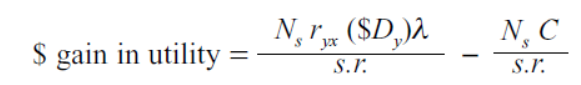 $ gain in utility = N_s r_yx ($D_y)λ / s.r. − N_s C / s.r.